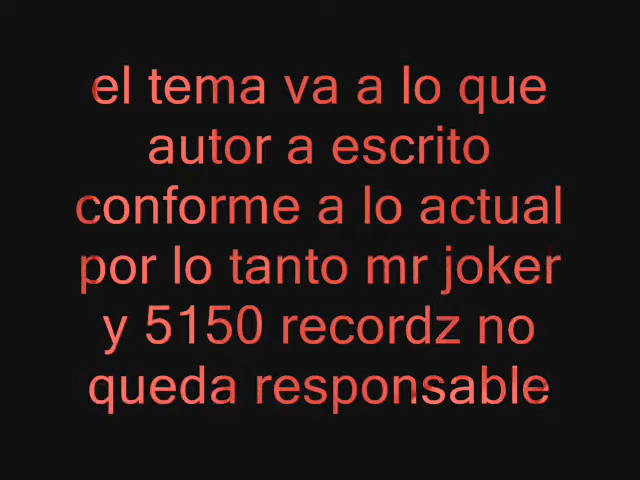 el tema va a lo que
autor a escrito
conforme a lo actual
por lo tanto mr joker
y 5150 recordz no
queda responsable